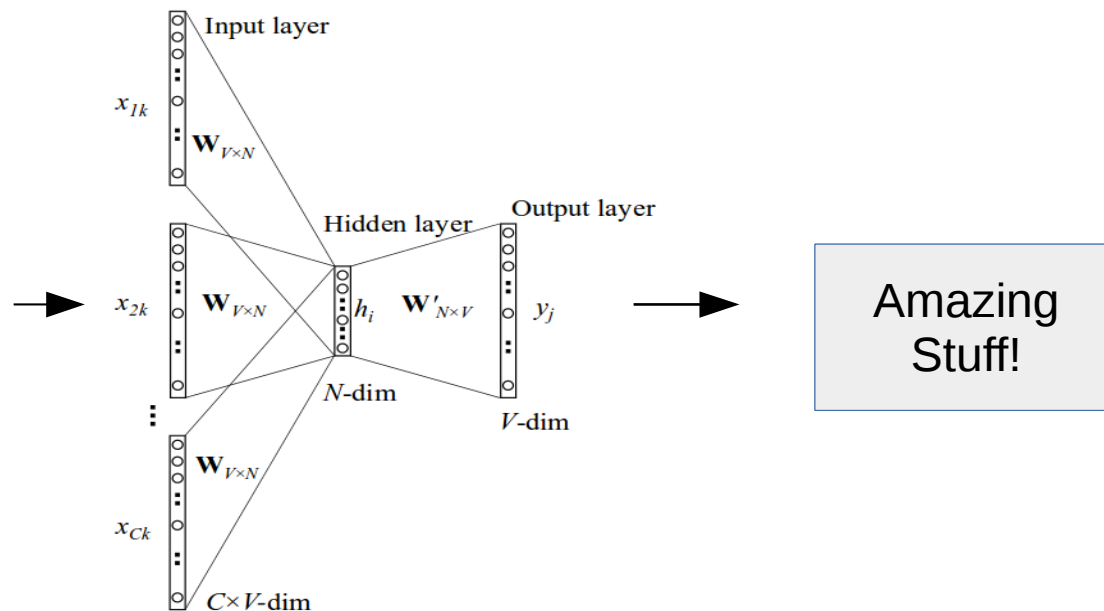 Input layer
x1k
WV×N
Hidden layer
Output layer
x2k
WV×N
hi
W'N×V
yj
Amazing
Stuff!
N-dim
V-dim
WV×N
xCk
C×V-dim